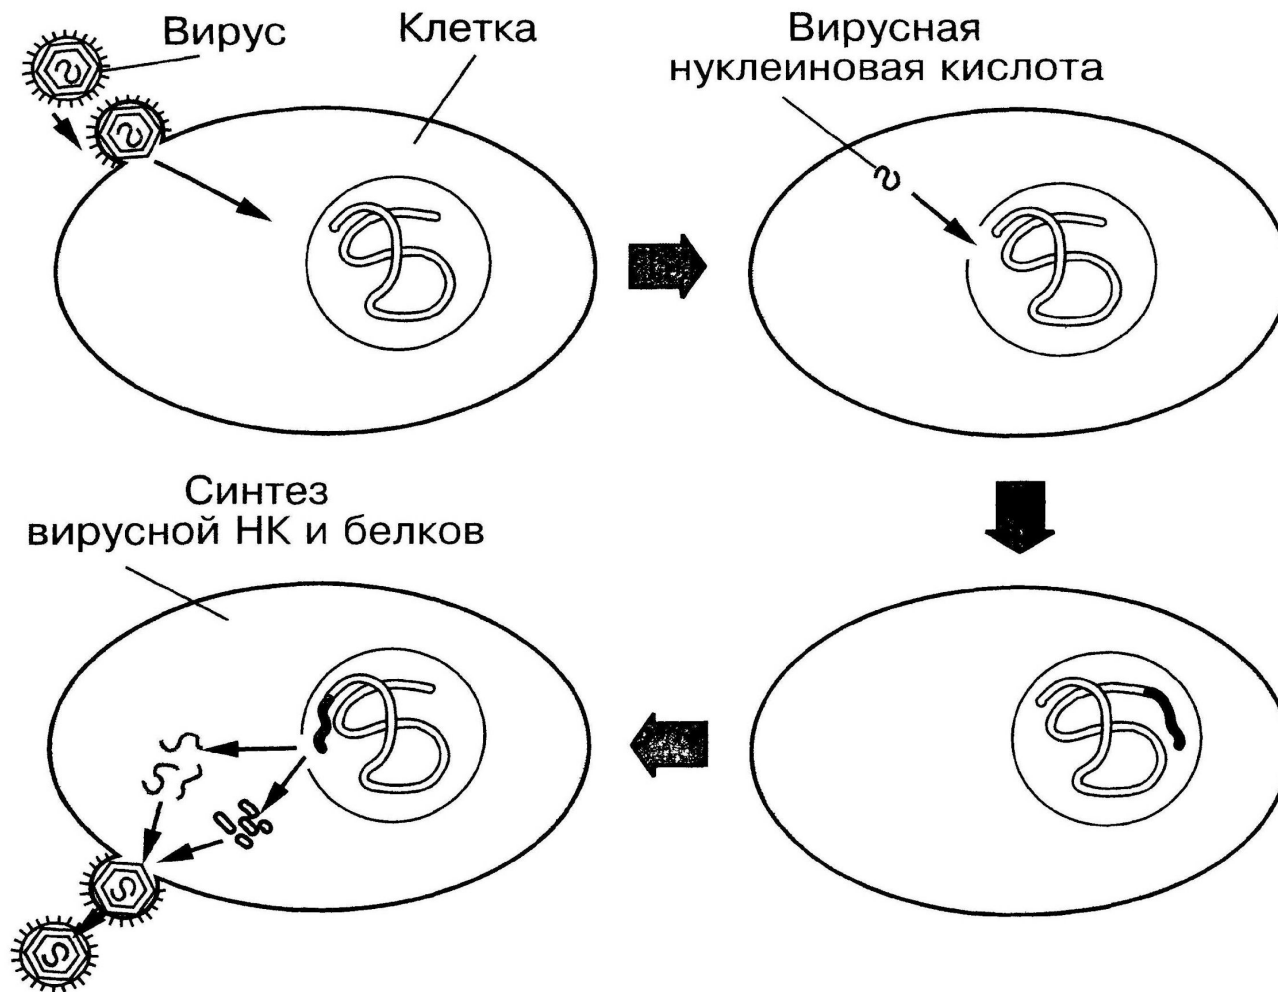 Вирус
Клетка
Вирусная
нуклеиновая кислота
Синтез
вирусной НК и белков